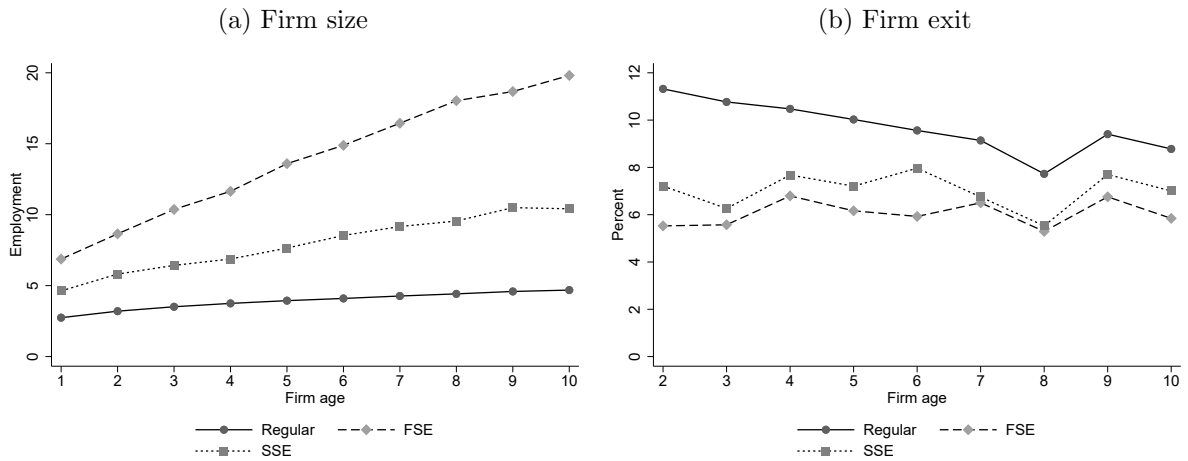 (a) Firm size
Employment
20
15
10
5
0
1 2 3 4 5 6 7 8 9 10
Firm age
Regular FSE
SSE
(b) Firm exit
Percent
12
10
8
6
4
2
0
2 3 4 5 6 7 8 9 10
Firm age
Regular FSE
SSE